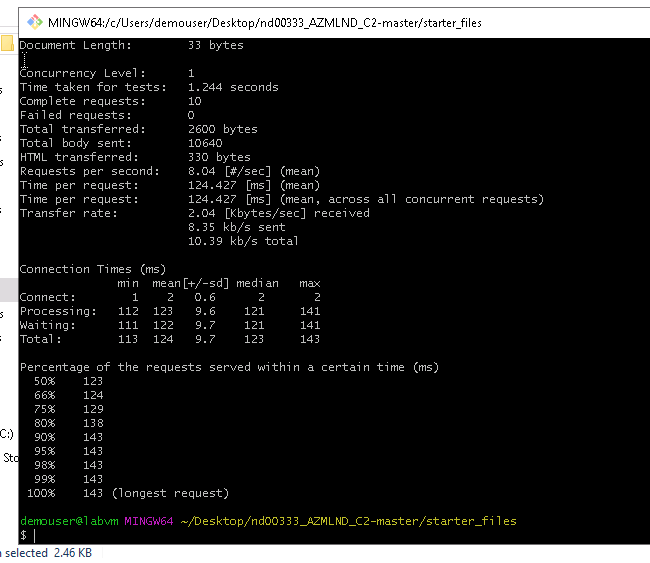 MINGW64:/c/Users/demouser/Desktop/nd00333_AZMLND_C2-master/starter_files
Document Length:        33 bytes
Concurrency Level:      1
Time taken for tests:   1.244 seconds
Complete requests:      10
Failed requests:        0
Total transferred:      2600 bytes
Total body sent:        10640
HTML transferred:       330 bytes
Requests per second:    8.04 [#/sec] (mean)
Time per request:       124.427 [ms] (mean)
Time per request:       124.427 [ms] (mean, across all concurrent requests)
Transfer rate:          2.04 [Kbytes/sec] received
                        8.35 kb/s sent
                        10.39 kb/s total
Connection Times (ms)
              min  mean[+/-sd] median   max
Connect:        1    2   0.6      2       2
Processing:   112  123   9.6    121     141
Waiting:      111  122   9.7    121     141
Total:        113  124   9.7    123     143
Percentage of the requests served within a certain time (ms)
  50%    123
  66%    124
  75%    129
  80%    138
  90%    143
  95%    143
  98%    143
  99%    143
 100%    143 (longest request)
C:)
Sto
demouser@labvm MINGW64 ~/Desktop/nd00333_AZMLND_C2-master/starter_files
$
selected 2.46 KB